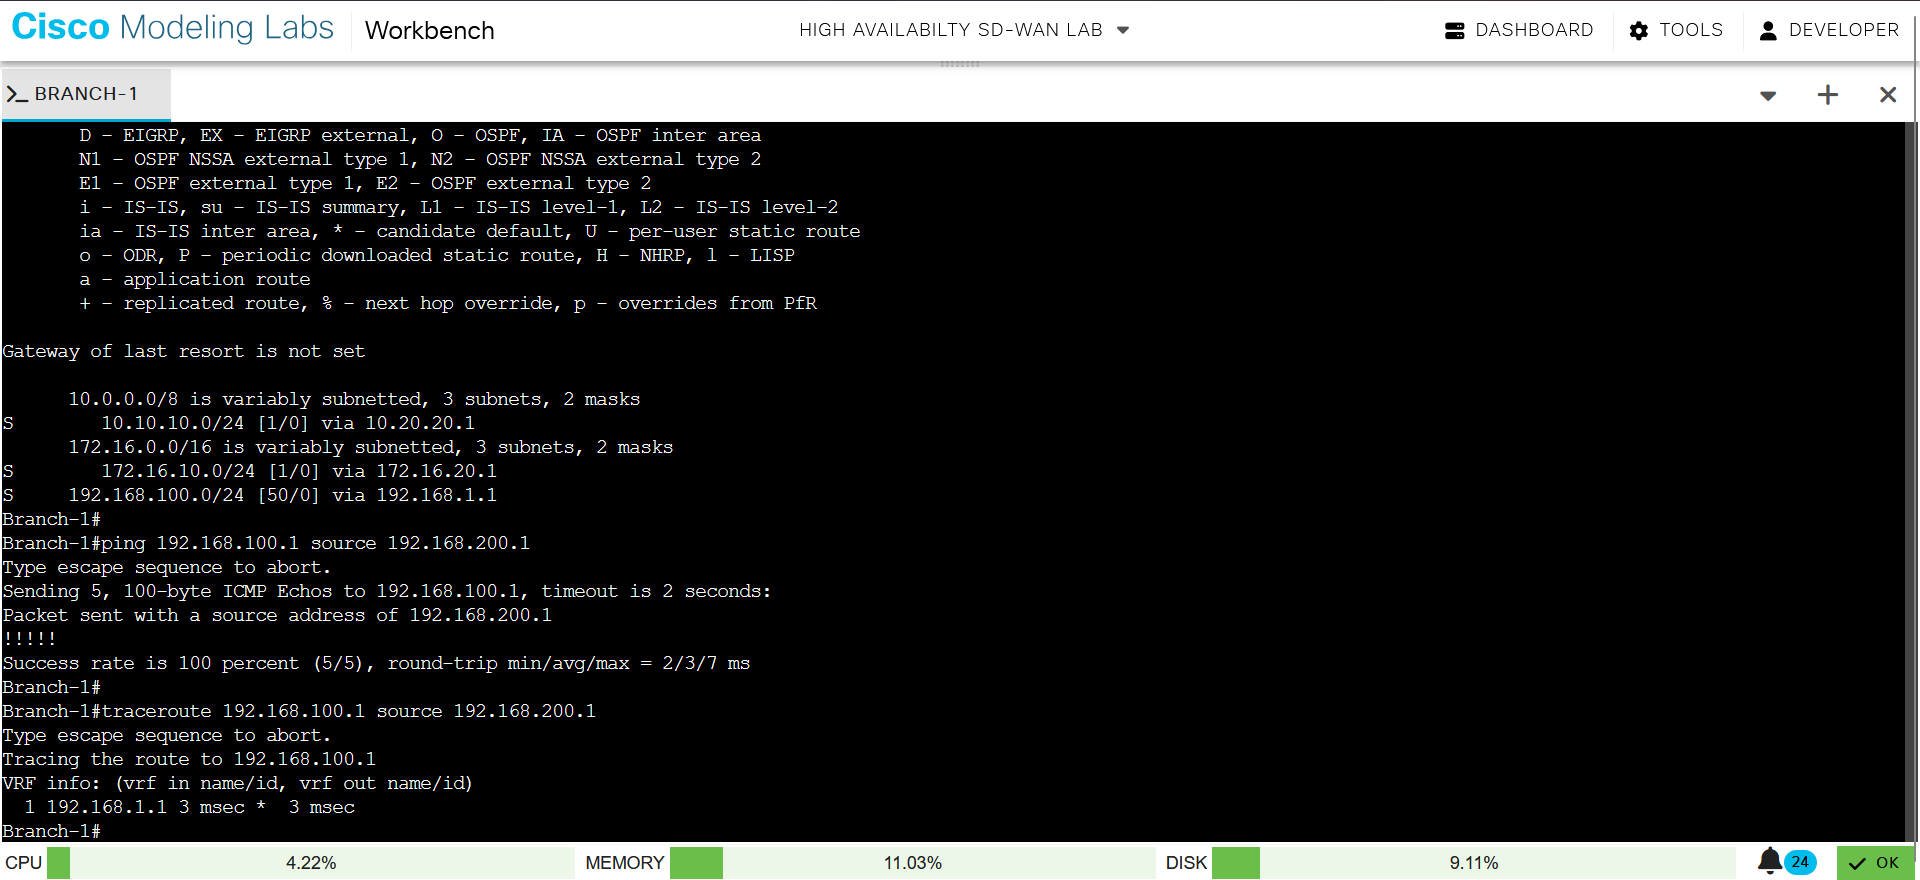 Cisco Modeling Labs Workbench HIGH AVAILABILTY SD-WAN LAB DASHBOARD TOOLS DEVELOPER
BRANCH-1
D - EIGRP, EX - EIGRP external, O - OSPF, IA - OSPF inter area
N1 - OSPF NSSA external type 1, N2 - OSPF NSSA external type 2
E1 - OSPF external type 1, E2 - OSPF external type 2
i - IS-IS, su - IS-IS summary, L1 - IS-IS level-1, L2 - IS-IS level-2
ia - IS-IS inter area, * - candidate default, U - per-user static route
o - ODR, P - periodic downloaded static route, H - NHRP, l - LISP
a - application route
+ - replicated route, % - next hop override, p - overrides from PfR
Gateway of last resort is not set
10.0.0.0/8 is variably subnetted, 3 subnets, 2 masks
S 10.10.10.0/24 [1/0] via 10.20.20.1
172.16.0.0/16 is variably subnetted, 3 subnets, 2 masks
S 172.16.10.0/24 [1/0] via 172.16.20.1
S 192.168.100.0/24 [50/0] via 192.168.1.1
Branch-1#
Branch-1#ping 192.168.100.1 source 192.168.200.1
Type escape sequence to abort.
Sending 5, 100-byte ICMP Echos to 192.168.100.1, timeout is 2 seconds:
Packet sent with a source address of 192.168.200.1
!!!!!
Success rate is 100 percent (5/5), round-trip min/avg/max = 2/3/7 ms
Branch-1#
Branch-1#traceroute 192.168.100.1 source 192.168.200.1
Type escape sequence to abort.
Tracing the route to 192.168.100.1
VRF info: (vrf in name/id, vrf out name/id)
1 192.168.1.1 3 msec * 3 msec
Branch-1#
CPU 4.22% MEMORY 11.03% DISK 9.11% 24 OK